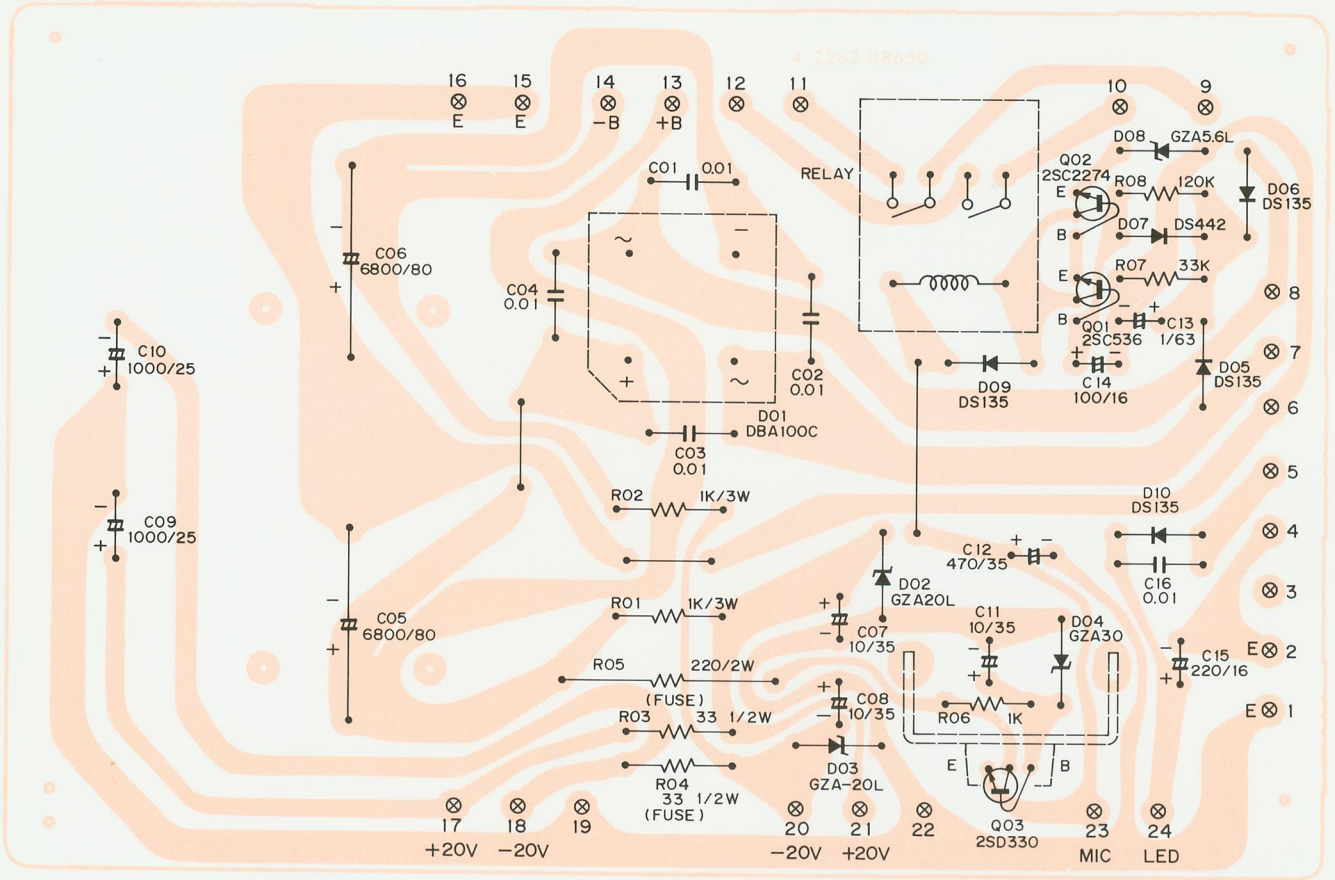 4 2262 08650
16
15
14
13
12
11
10
9
E
E
−B
+B
D08
GZA5.6L
C01
0.01
RELAY
Q02
2SC2274
R08
120K
D06
DS135
E
B
D07
DS442
~
−
−
C06
6800/80
+
E
R07
33K
B
−
+
Q01
2SC536
C13
1/63
8
C04
0.01
C10
1000/25
−
+
+
~
C02
0.01
D09
DS135
+
−
C14
100/16
D05
DS135
7
6
D01
DBA100C
C03
0.01
5
R02
1K/3W
D10
DS135
−
C09
1000/25
+
C12
470/35
+
−
4
D02
GZA20L
C16
0.01
3
R01
1K/3W
−
C05
6800/80
+
+
−
C07
10/35
C11
10/35
−
+
D04
GZA30
−
C15
220/16
+
E
2
R05
220/2W
(FUSE)
+
−
C08
10/35
R06
1K
E
1
R03
33 1/2W
D03
GZA-20L
E
B
R04
33 1/2W
(FUSE)
Q03
2SD330
17
18
19
20
21
22
23
24
+20V
−20V
−20V
+20V
MIC
LED